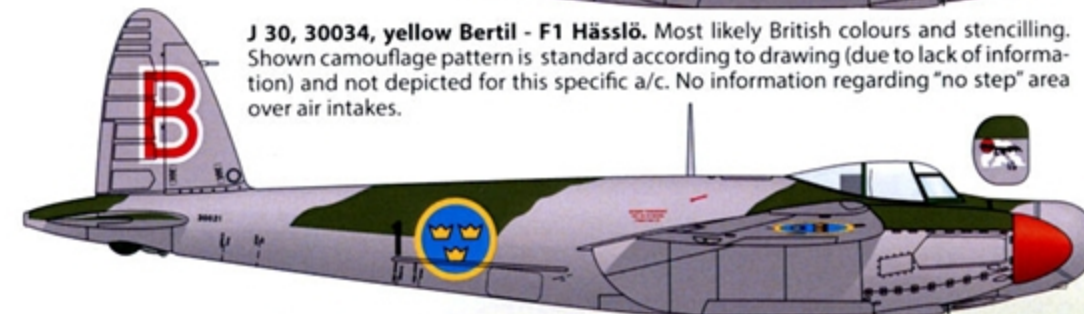 J 30, 30034, yellow Bertil - F1 Hässlö. Most likely British colours and stencilling.
Shown camouflage pattern is standard according to drawing (due to lack of informa-
tion) and not depicted for this specific a/c. No information regarding “no step” area
over air intakes.
B
30021
1